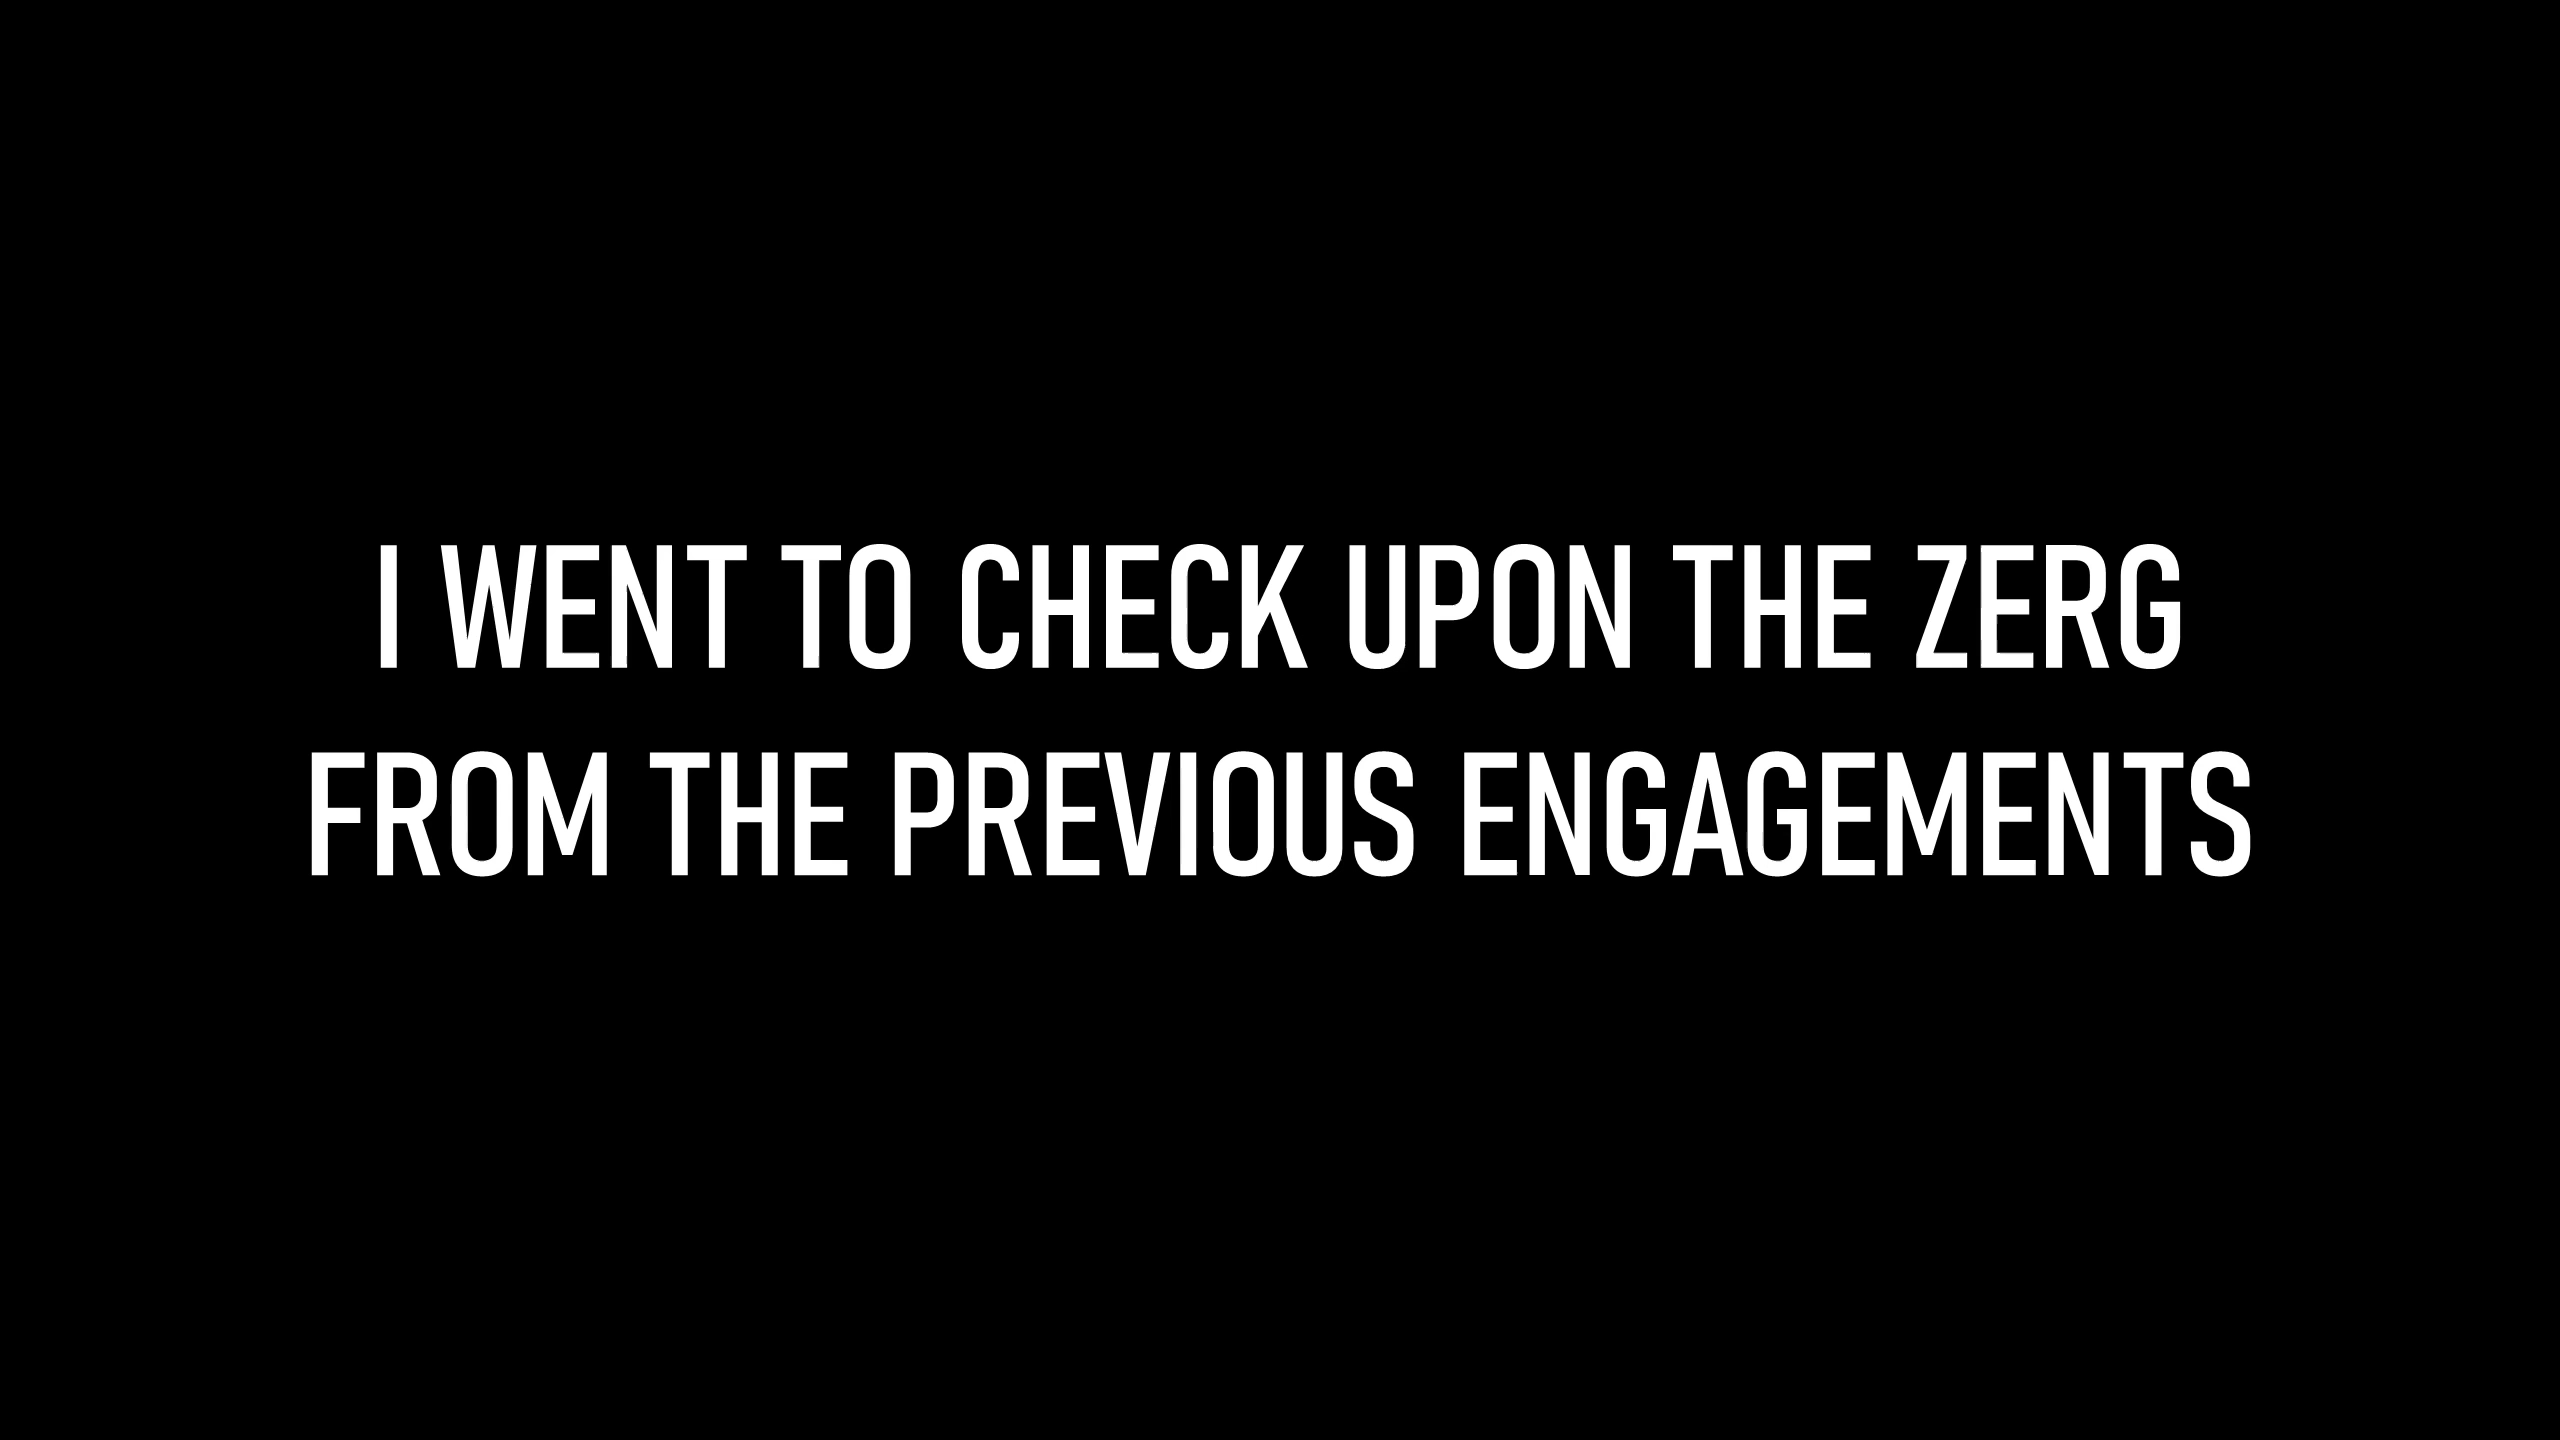 I WENT TO CHECK UPON THE ZERG
FROM THE PREVIOUS ENGAGEMENTS